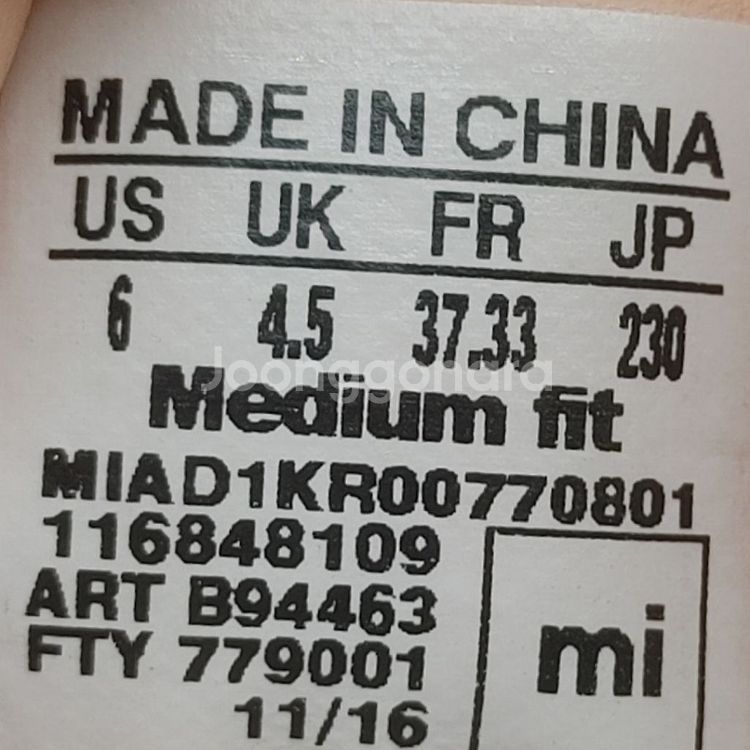 MADE IN CHINA
US UK FR JP
6 4.5 37.33 230
Joonggonara
Medium fit
MIAD1KR00770801
116848109
ART B94463
FTY 779001
11/16
mi